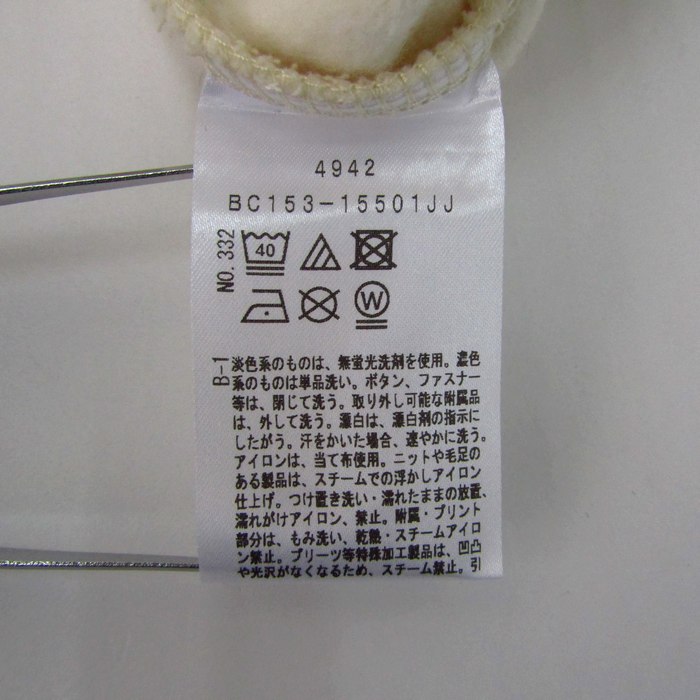 4942
BC153-15501JJ
NO.332
40
W
B-1
淡色系のものは、無蛍光洗剤を使用。濃色
系のものは単品洗い。ボタン、ファスナー
等は、閉じて洗う。取り外し可能な附属品
は、外して洗う。漂白は、漂白剤の指示に
したがう。汗をかいた場合、速やかに洗う。
アイロンは、当て布使用。ニットや毛足の
ある製品は、スチームでの浮かしアイロン
仕上げ。つけ置き洗い・濡れたままの放置、
濡れがけアイロン、禁止。附属・プリント
部分は、もみ洗い、乾熱・スチームアイロ
ン禁止。プリーツ等特殊加工製品は、凹凸
や光沢がなくなるため、スチーム禁止。引